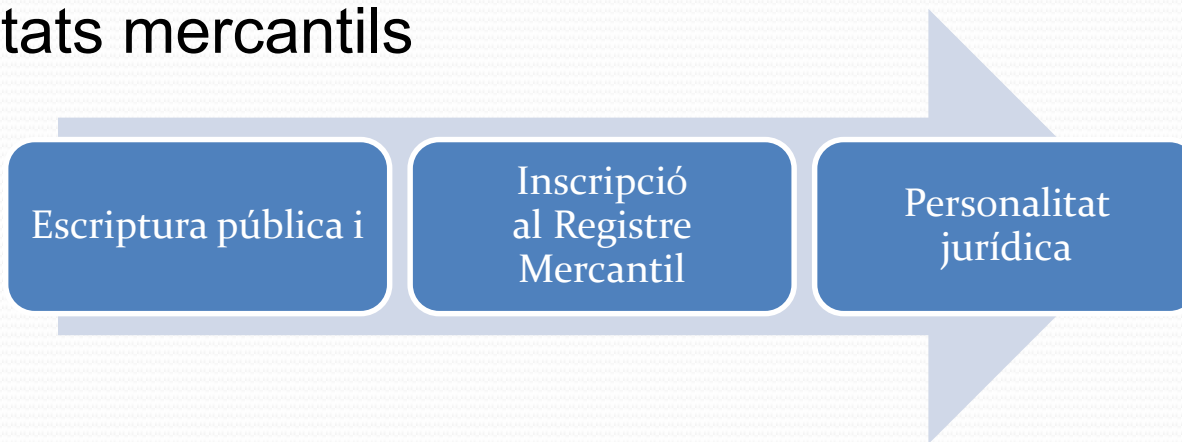 tats mercantils
Escriptura pública i
Inscripció
al Registre
Mercantil
Personalitat
jurídica